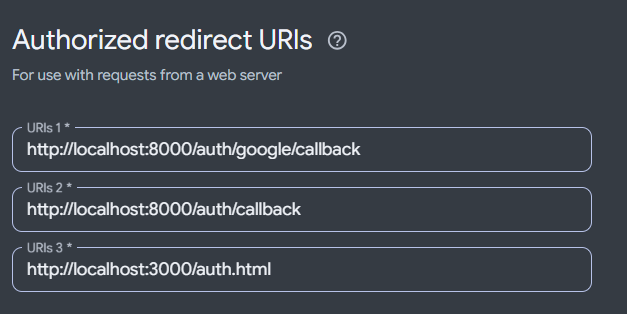 Authorized redirect URIs
For use with requests from a web server
URIs 1 *
http://localhost:8000/auth/google/callback
URIs 2 *
http://localhost:8000/auth/callback
URIs 3 *
http://localhost:3000/auth.html